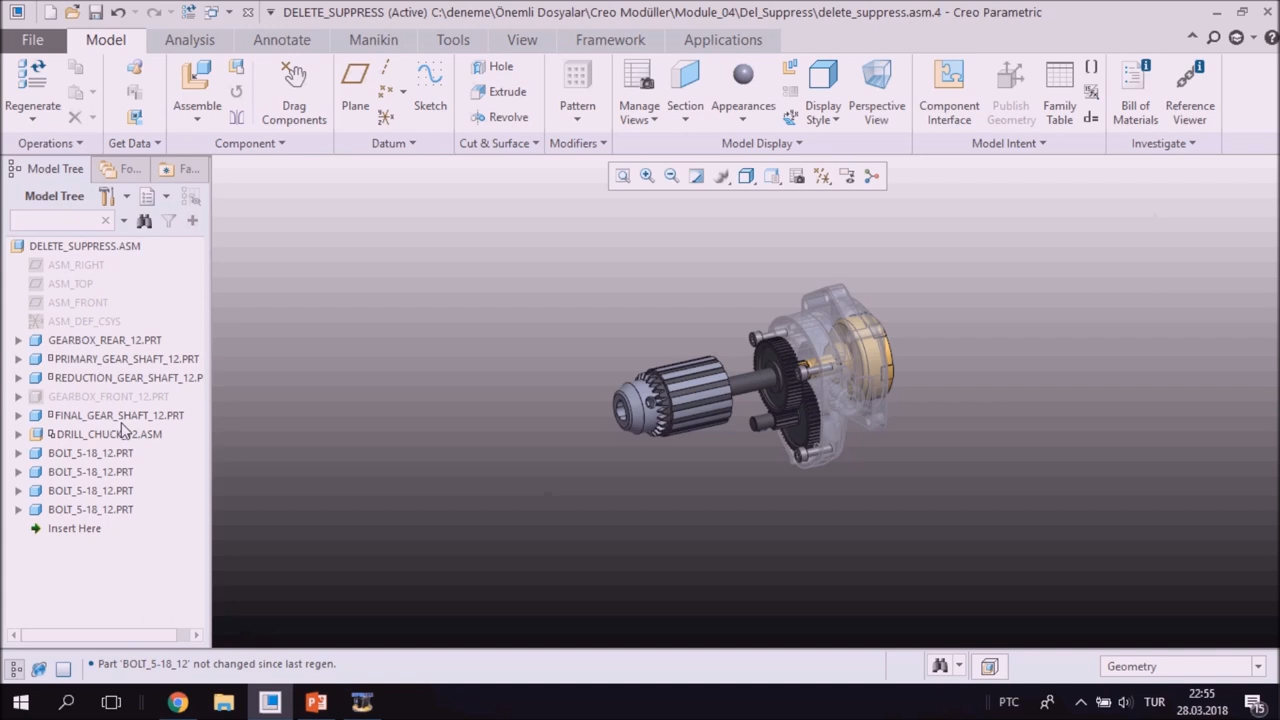 DELETE_SUPPRESS (Active) C:\deneme\Önemli Dosyalar\Creo Modüller\Module_04\Del_Suppress\delete_suppress.asm.4 - Creo Parametric
File Model Analysis Annotate Manikin Tools View Framework Applications
Regenerate
Assemble
Drag
Components
Plane
Sketch
Hole
Extrude
Revolve
Pattern
Manage
Views
Section
Appearances
Display
Style
Perspective
View
Component
Interface
Publish
Geometry
Family
Table
Bill of
Materials
Reference
Viewer
Operations Get Data Component Datum Cut & Surface Modifiers Model Display Model Intent Investigate
Model Tree Fo... Fa...
Model Tree
DELETE_SUPPRESS.ASM
ASM_RIGHT
ASM_TOP
ASM_FRONT
ASM_DEF_CSYS
GEARBOX_REAR_12.PRT
PRIMARY_GEAR_SHAFT_12.PRT
REDUCTION_GEAR_SHAFT_12.P
GEARBOX_FRONT_12.PRT
FINAL_GEAR_SHAFT_12.PRT
BOLT_5-18_12.PRT
BOLT_5-18_12.PRT
BOLT_5-18_12.PRT
BOLT_5-18_12.PRT
Insert Here
• Part 'BOLT_5-18_12' not changed since last regen.
Geometry
PTC TUR 22:55
28.03.2018
15